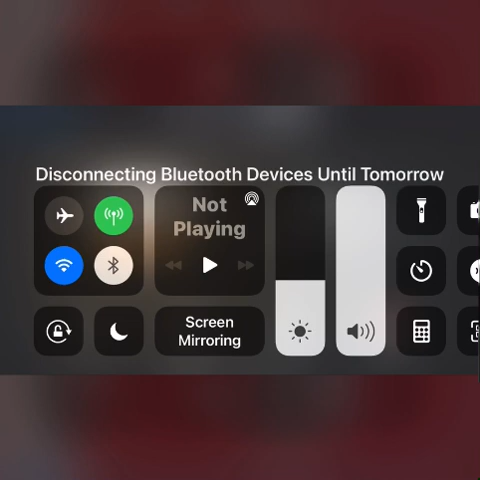 Disconnecting Bluetooth Devices Until Tomorrow
Not
Playing
Screen
Mirroring